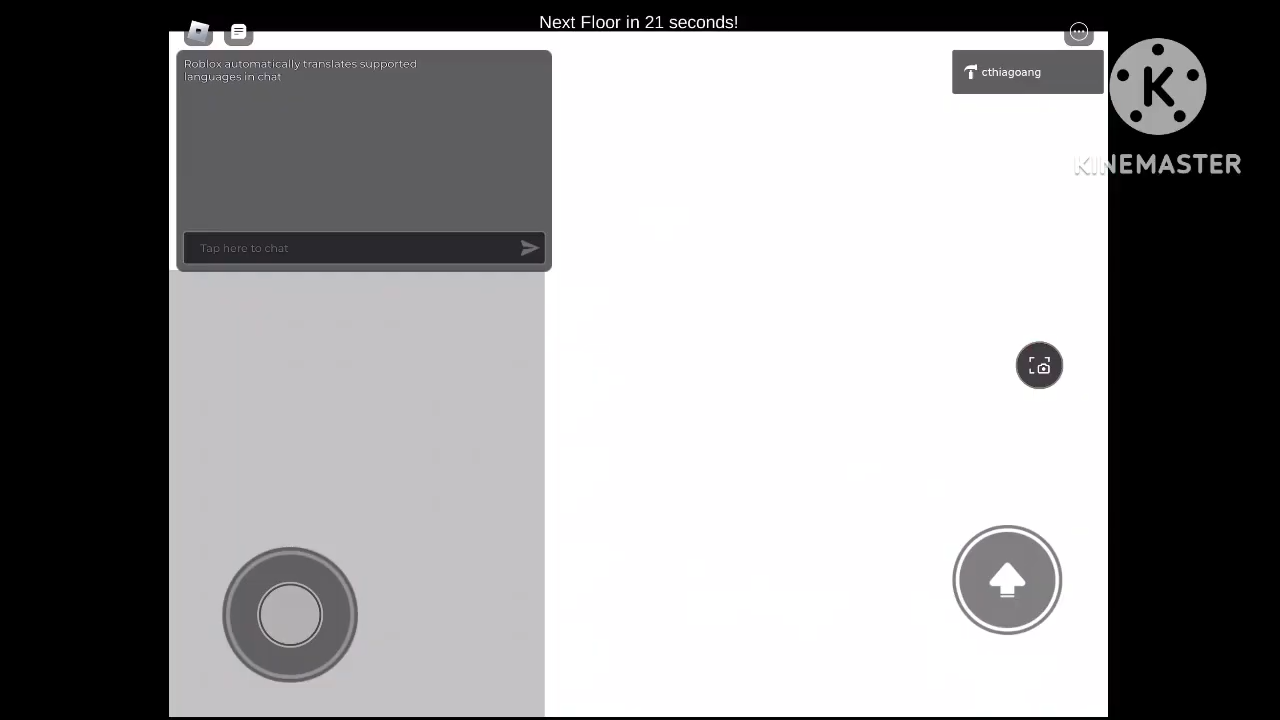 Next Floor in 21 seconds!
Roblox automatically translates supported
languages in chat
cthiagoang
K
KINEMASTER
Tap here to chat